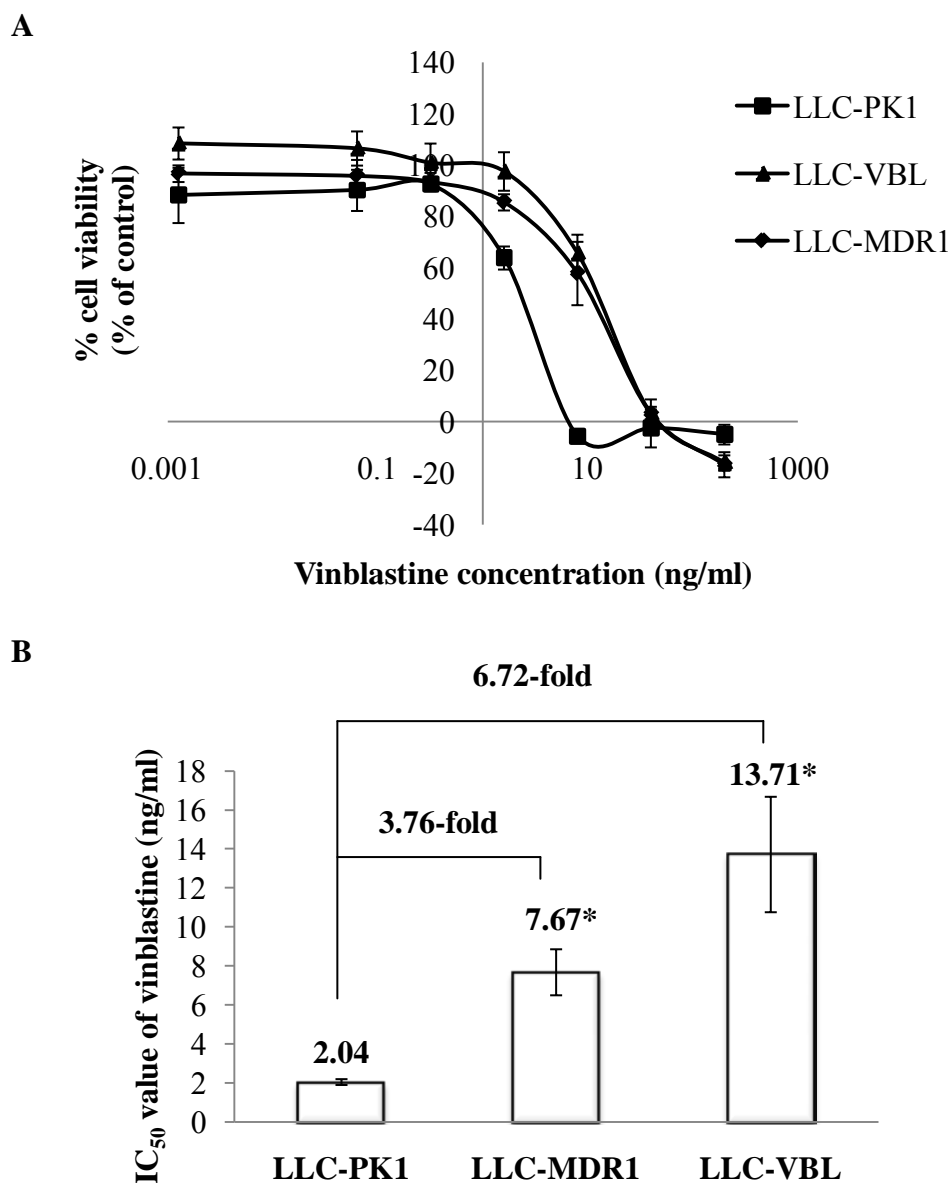 A
140
120
100
80
60
40
20
0
-20
-40
0.001
0.1
10
1000
% cell viability
(% of control)
Vinblastine concentration (ng/ml)
LLC-PK1
LLC-VBL
LLC-MDR1
B
6.72-fold
3.76-fold
13.71*
7.67*
2.04
IC50 value of vinblastine (ng/ml)
18
16
14
12
10
8
6
4
2
0
LLC-PK1
LLC-MDR1
LLC-VBL